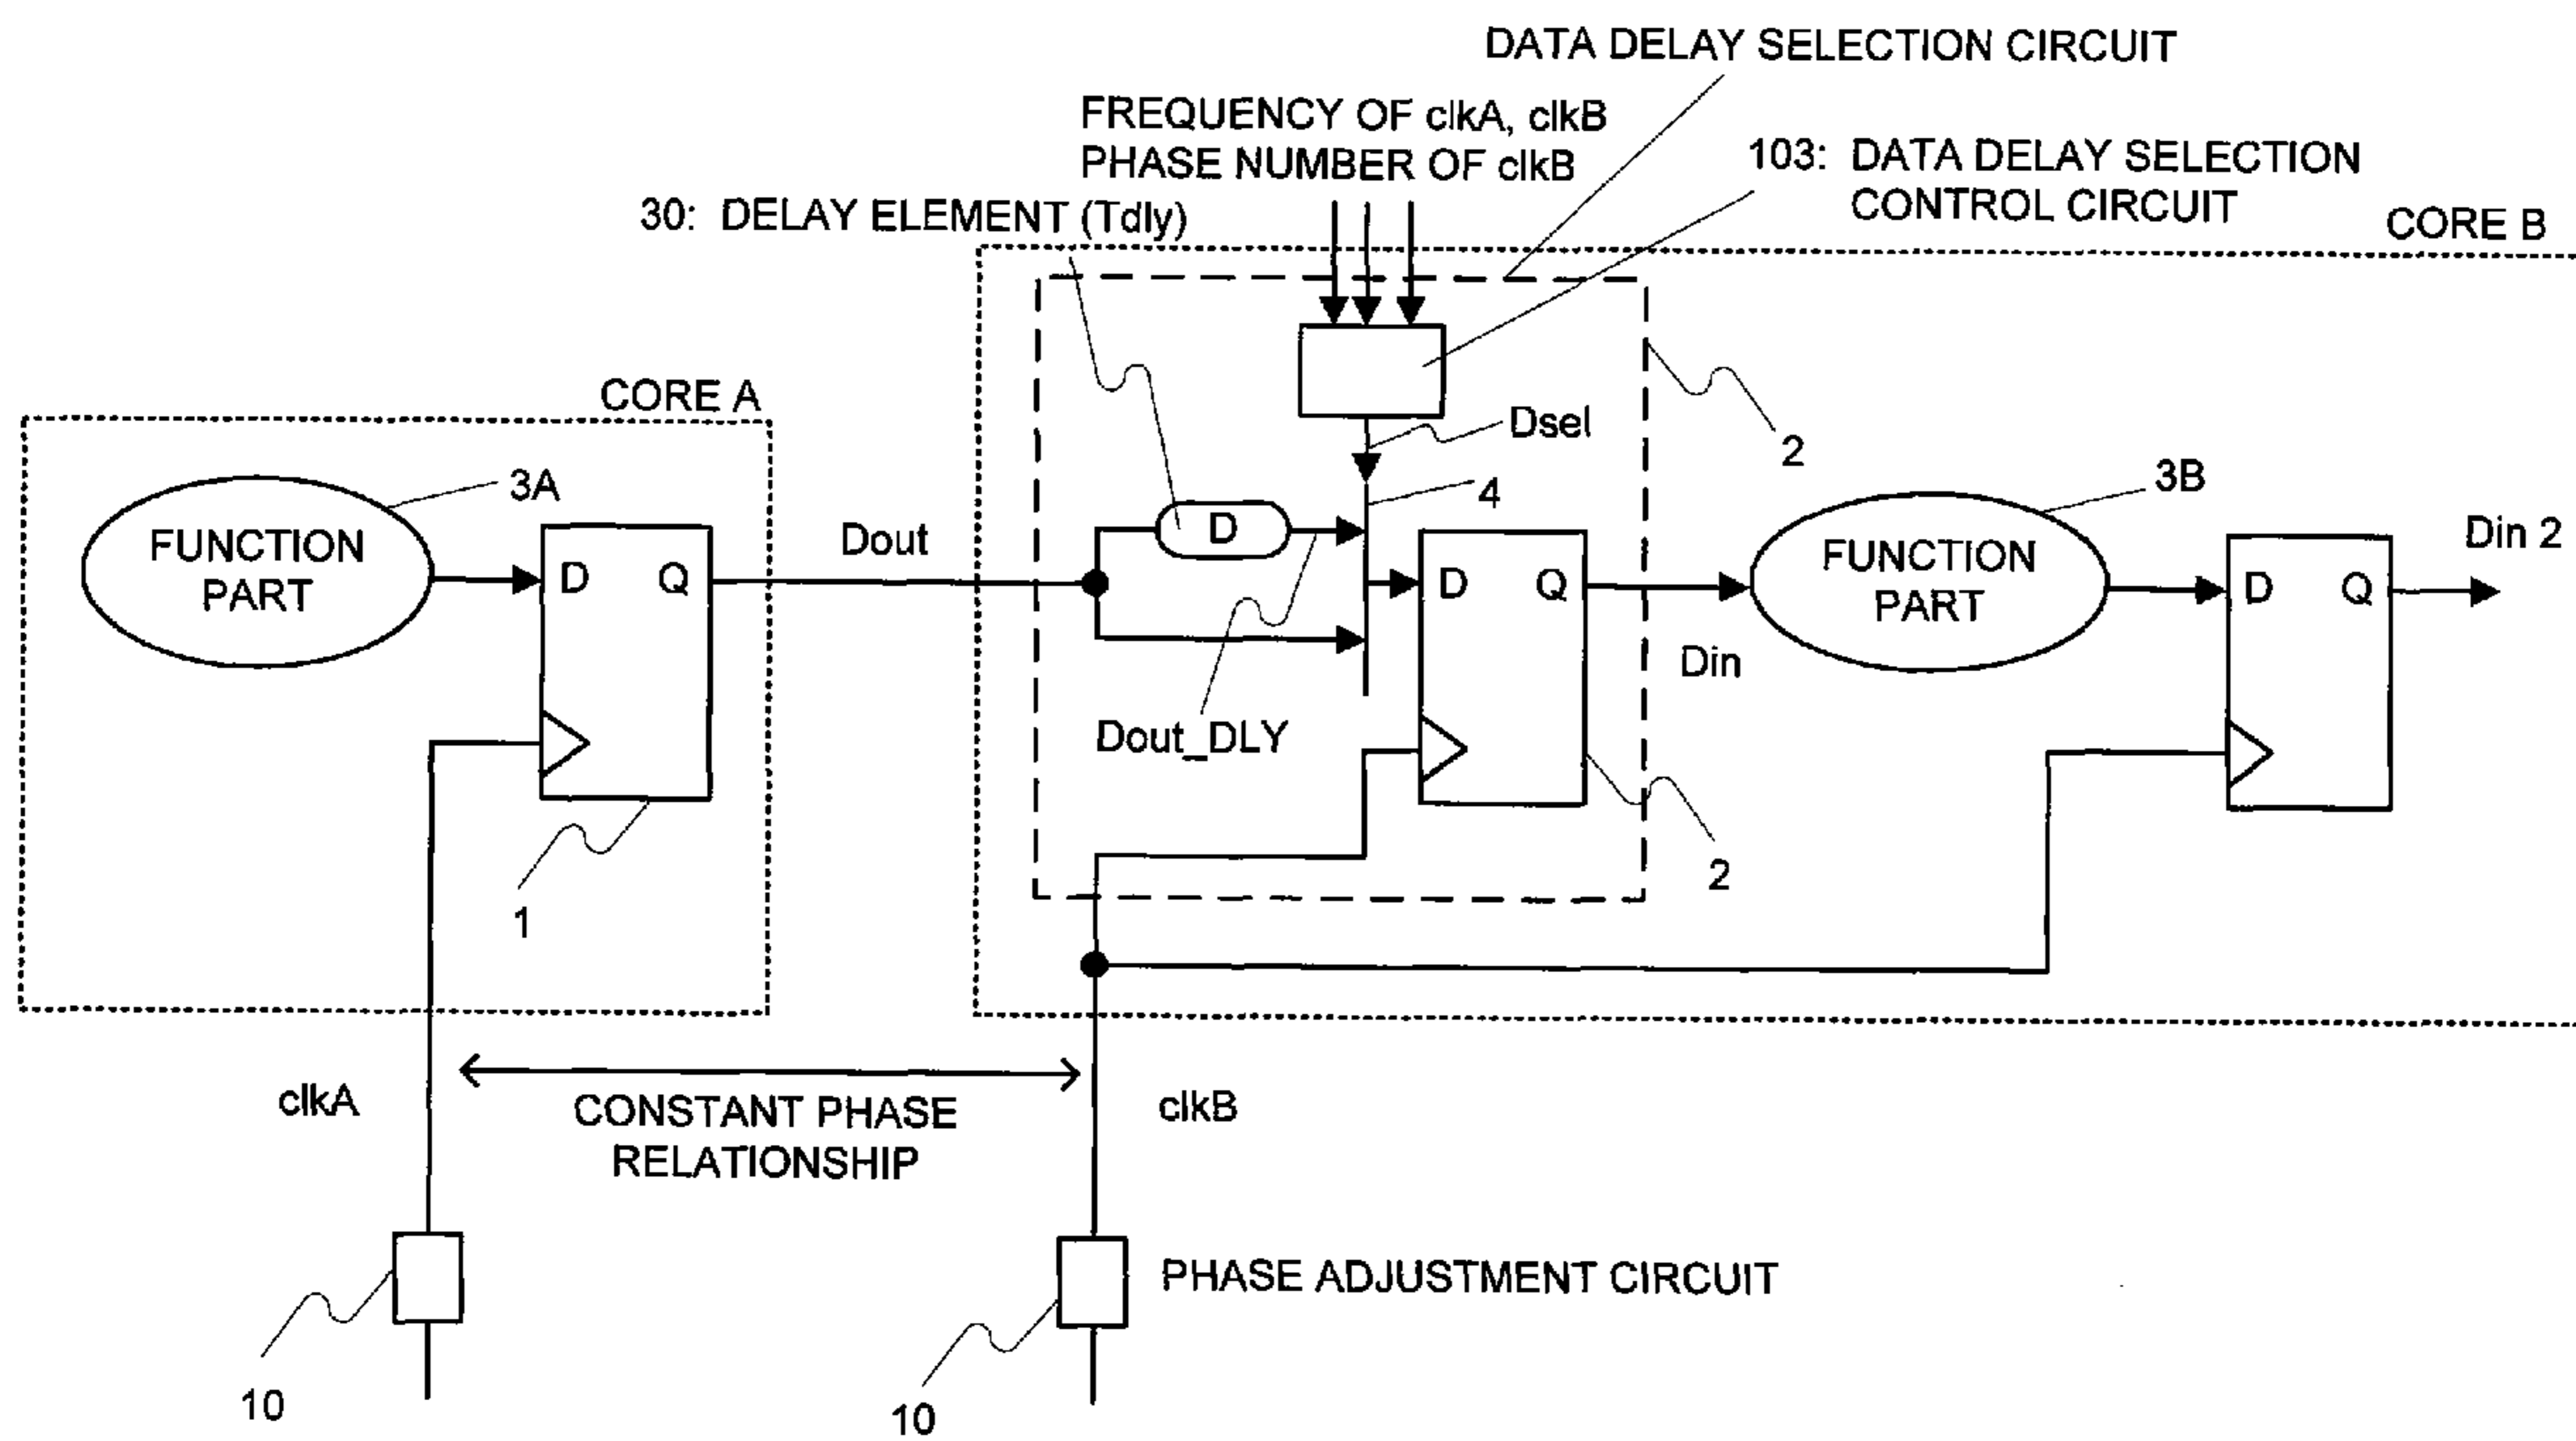 DATA DELAY SELECTION CIRCUIT
FREQUENCY OF clkA, clkB
PHASE NUMBER OF clkB
103: DATA DELAY SELECTION
CONTROL CIRCUIT
30: DELAY ELEMENT (Tdly)
CORE B
CORE A
Dsel
2
3A
4
3B
FUNCTION
PART
D Q
Dout
D
D Q
FUNCTION
PART
D Q
Din 2
Din
Dout_DLY
1
2
clkA
CONSTANT PHASE
RELATIONSHIP
clkB
PHASE ADJUSTMENT CIRCUIT
10
10